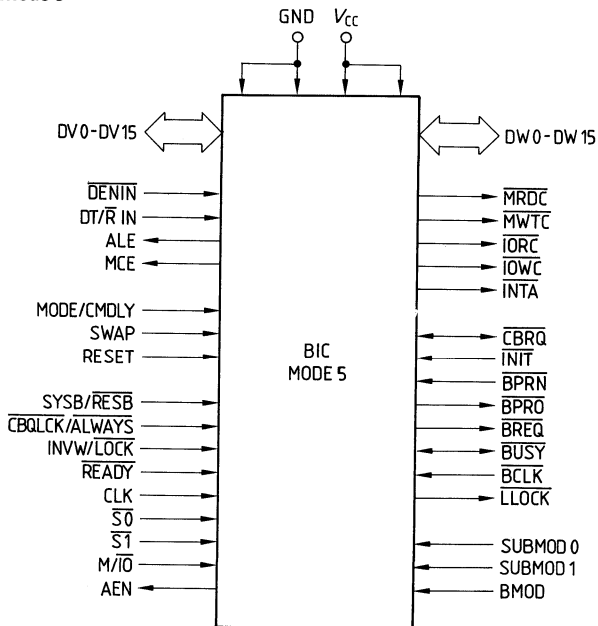 GND VCC
DV0-DV15
DW0-DW15
DENIN
DT/R IN
ALE
MCE
MODE/CMDLY
SWAP
RESET
SYSB/RESB
CBQLCK/ALWAYS
INVW/LOCK
READY
CLK
S0
S1
M/IO
AEN
BIC
MODE 5
MRDC
MWTC
IORC
IOWC
INTA
CBRQ
INIT
BPRN
BPRO
BREQ
BUSY
BCLK
LLOCK
SUBMOD 0
SUBMOD 1
BMOD